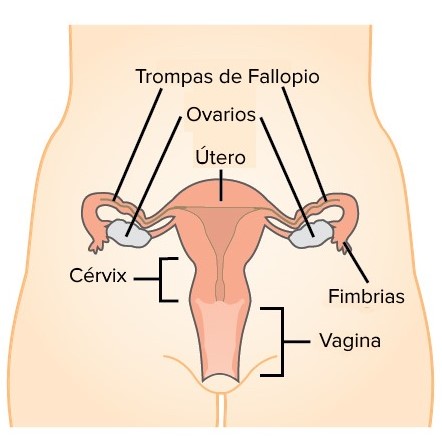 Trompas de Fallopio
Ovarios
Útero
Cérvix
Fimbrias
Vagina